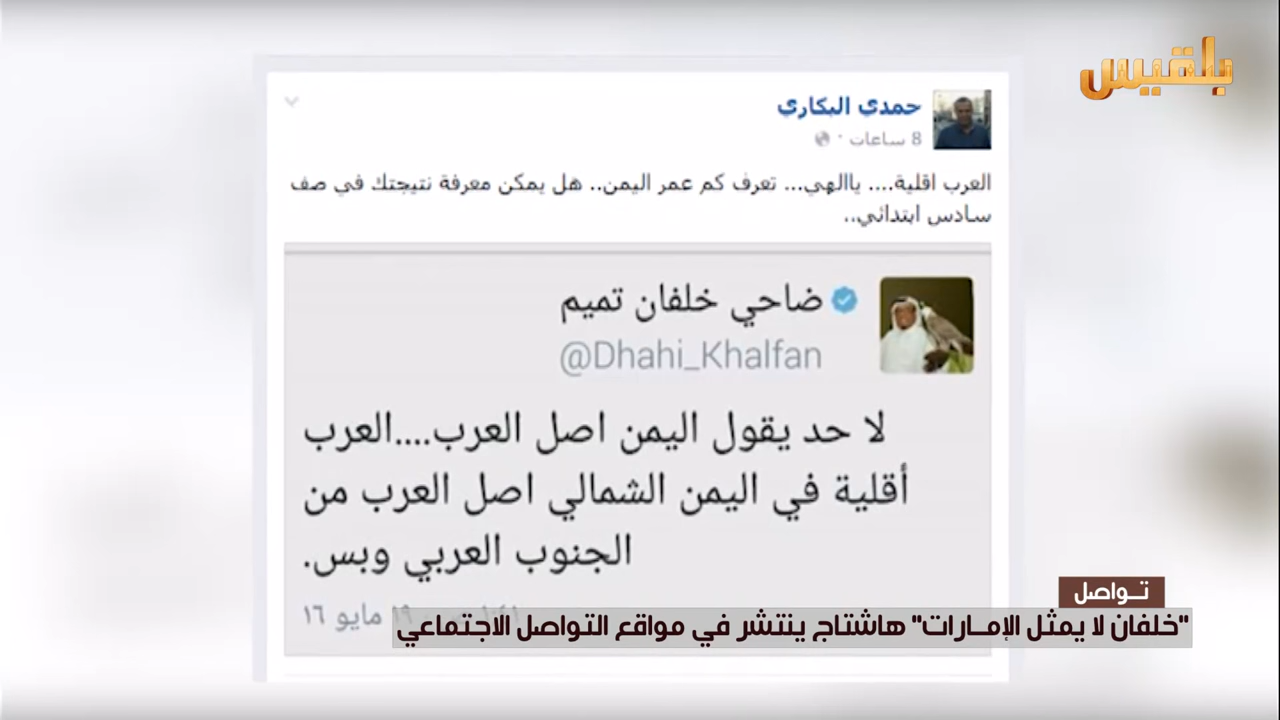 بلقيس
حمدي البكاري
8 ساعات ·
العرب اقلية.... ياالهي... تعرف كم عمر اليمن.. هل يمكن معرفة نتيجتك في صف
سادس ابتدائي..
ضاحي خلفان تميم
@Dhahi_Khalfan
لا حد يقول اليمن اصل العرب....العرب
أقلية في اليمن الشمالي اصل العرب من
الجنوب العربي وبس.
مايو ١٦
تـواصل
"خلفان لا يمثل الإمـارات" هاشتاج ينتشر في مواقع التواصل الاجتماعي